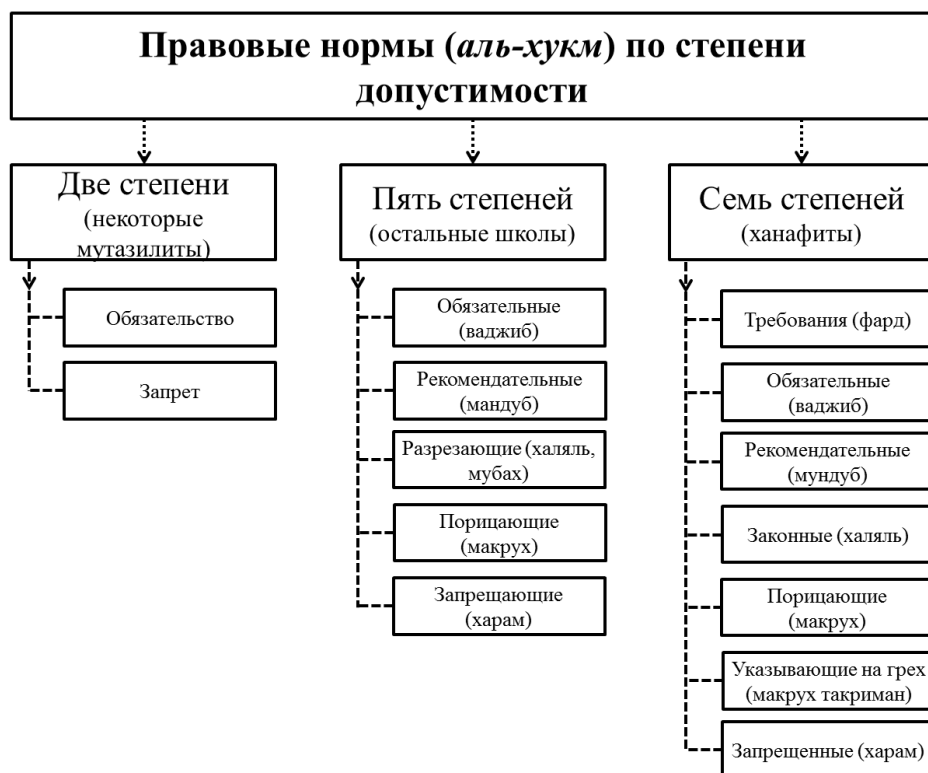 Правовые нормы (аль-хукм) по степени
допустимости
Две степени
(некоторые
мутазилиты)
Обязательство
Запрет
Пять степеней
(остальные школы)
Обязательные
(ваджиб)
Рекомендательные
(мандуб)
Разрезающие (халяль,
мубах)
Порицающие
(макрух)
Запрещающие
(харам)
Семь степеней
(ханафиты)
Требования (фард)
Обязательные
(ваджиб)
Рекомендательные
(мундуб)
Законные (халяль)
Порицающие
(макрух)
Указывающие на грех
(макрух такриман)
Запрещенные (харам)